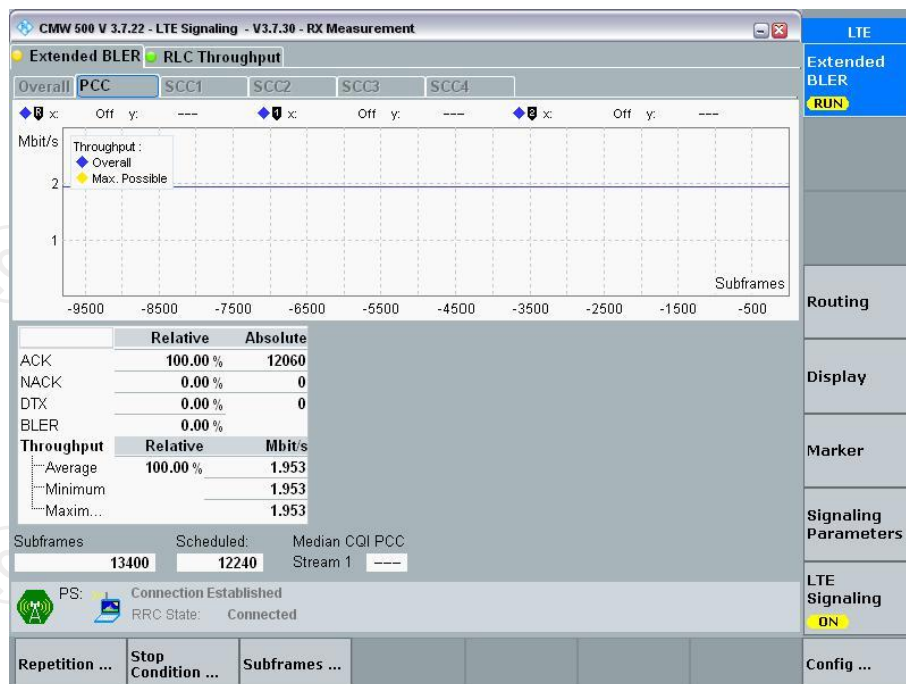 CMW 500 V 3.7.22 - LTE Signaling - V3.7.30 - RX Measurement
LTE
Extended BLER RLC Throughput
Extended BLER
RUN
Overall PCC SCC1 SCC2 SCC3 SCC4
R x: Off y: --- 1 x: Off y: --- 2 x: Off y: ---
Mbit/s
Throughput :
Overall
Max. Possible
2
1
Subframes
-9500 -8500 -7500 -6500 -5500 -4500 -3500 -2500 -1500 -500
Routing
Relative Absolute
ACK 100.00 % 12060
NACK 0.00 % 0
DTX 0.00 % 0
BLER 0.00 %
Display
Throughput Relative Mbit/s
Average 100.00 % 1.953
Minimum 1.953
Maxim... 1.953
Marker
Subframes Scheduled: Median CQI PCC
13400 12240 Stream 1 ---
Signaling Parameters
PS: Connection Established
RRC State: Connected
LTE Signaling
ON
Repetition ... Stop Condition ... Subframes ... Config ...